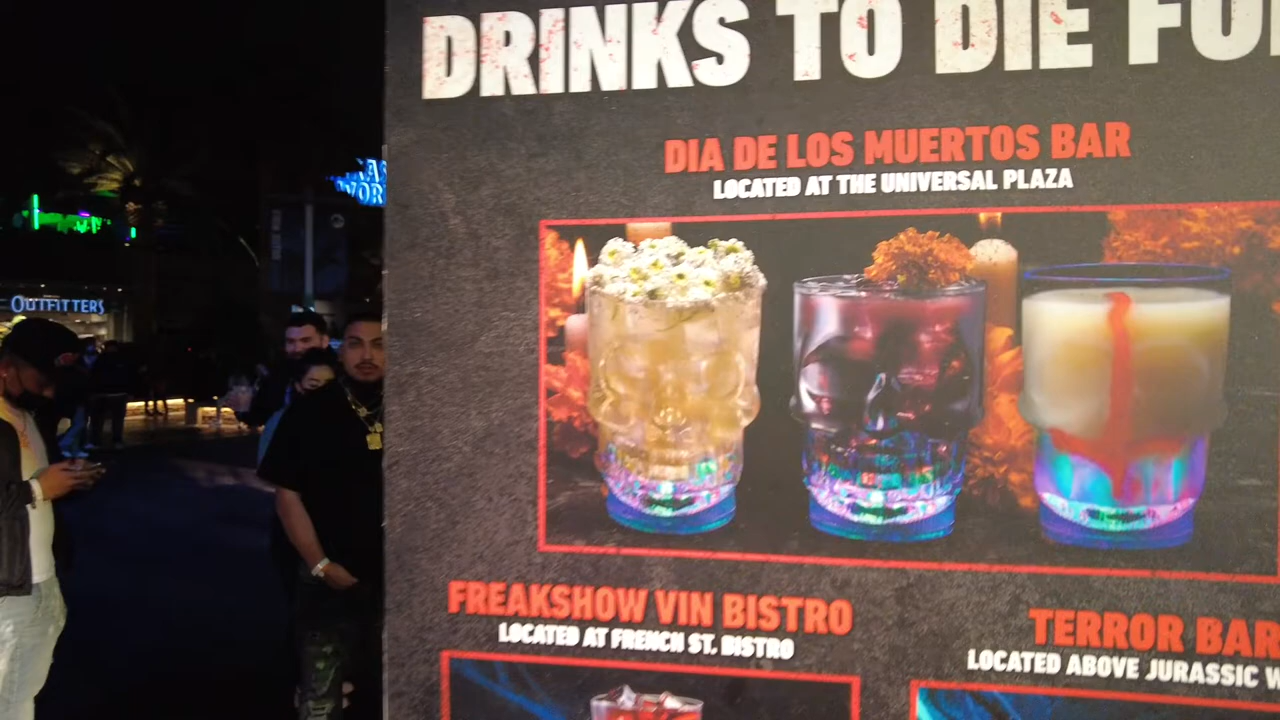 DRINKS TO DIE
DIA DE LOS MUERTOS BAR
LOCATED AT THE UNIVERSAL PLAZA
OUTFITTERS
FREAKSHOW VIN BISTRO
LOCATED AT FRENCH ST. BISTRO
TERROR BAR
LOCATED ABOVE JURASSIC